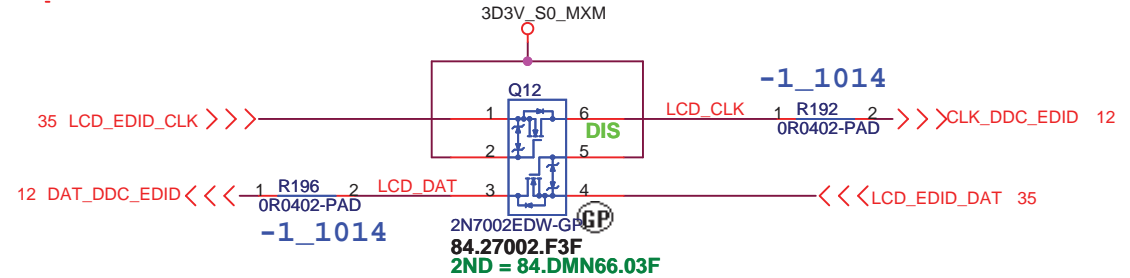 3D3V_S0_MXM
-1_1014
Q12
35 LCD_EDID_CLK
1
6
LCD_CLK
1 R192 2
CLK_DDC_EDID 12
DIS
0R0402-PAD
2
5
12 DAT_DDC_EDID
1 R196 2
LCD_DAT
3
4
LCD_EDID_DAT 35
0R0402-PAD
-1_1014
2N7002EDW-GP
GP
84.27002.F3F
2ND = 84.DMN66.03F